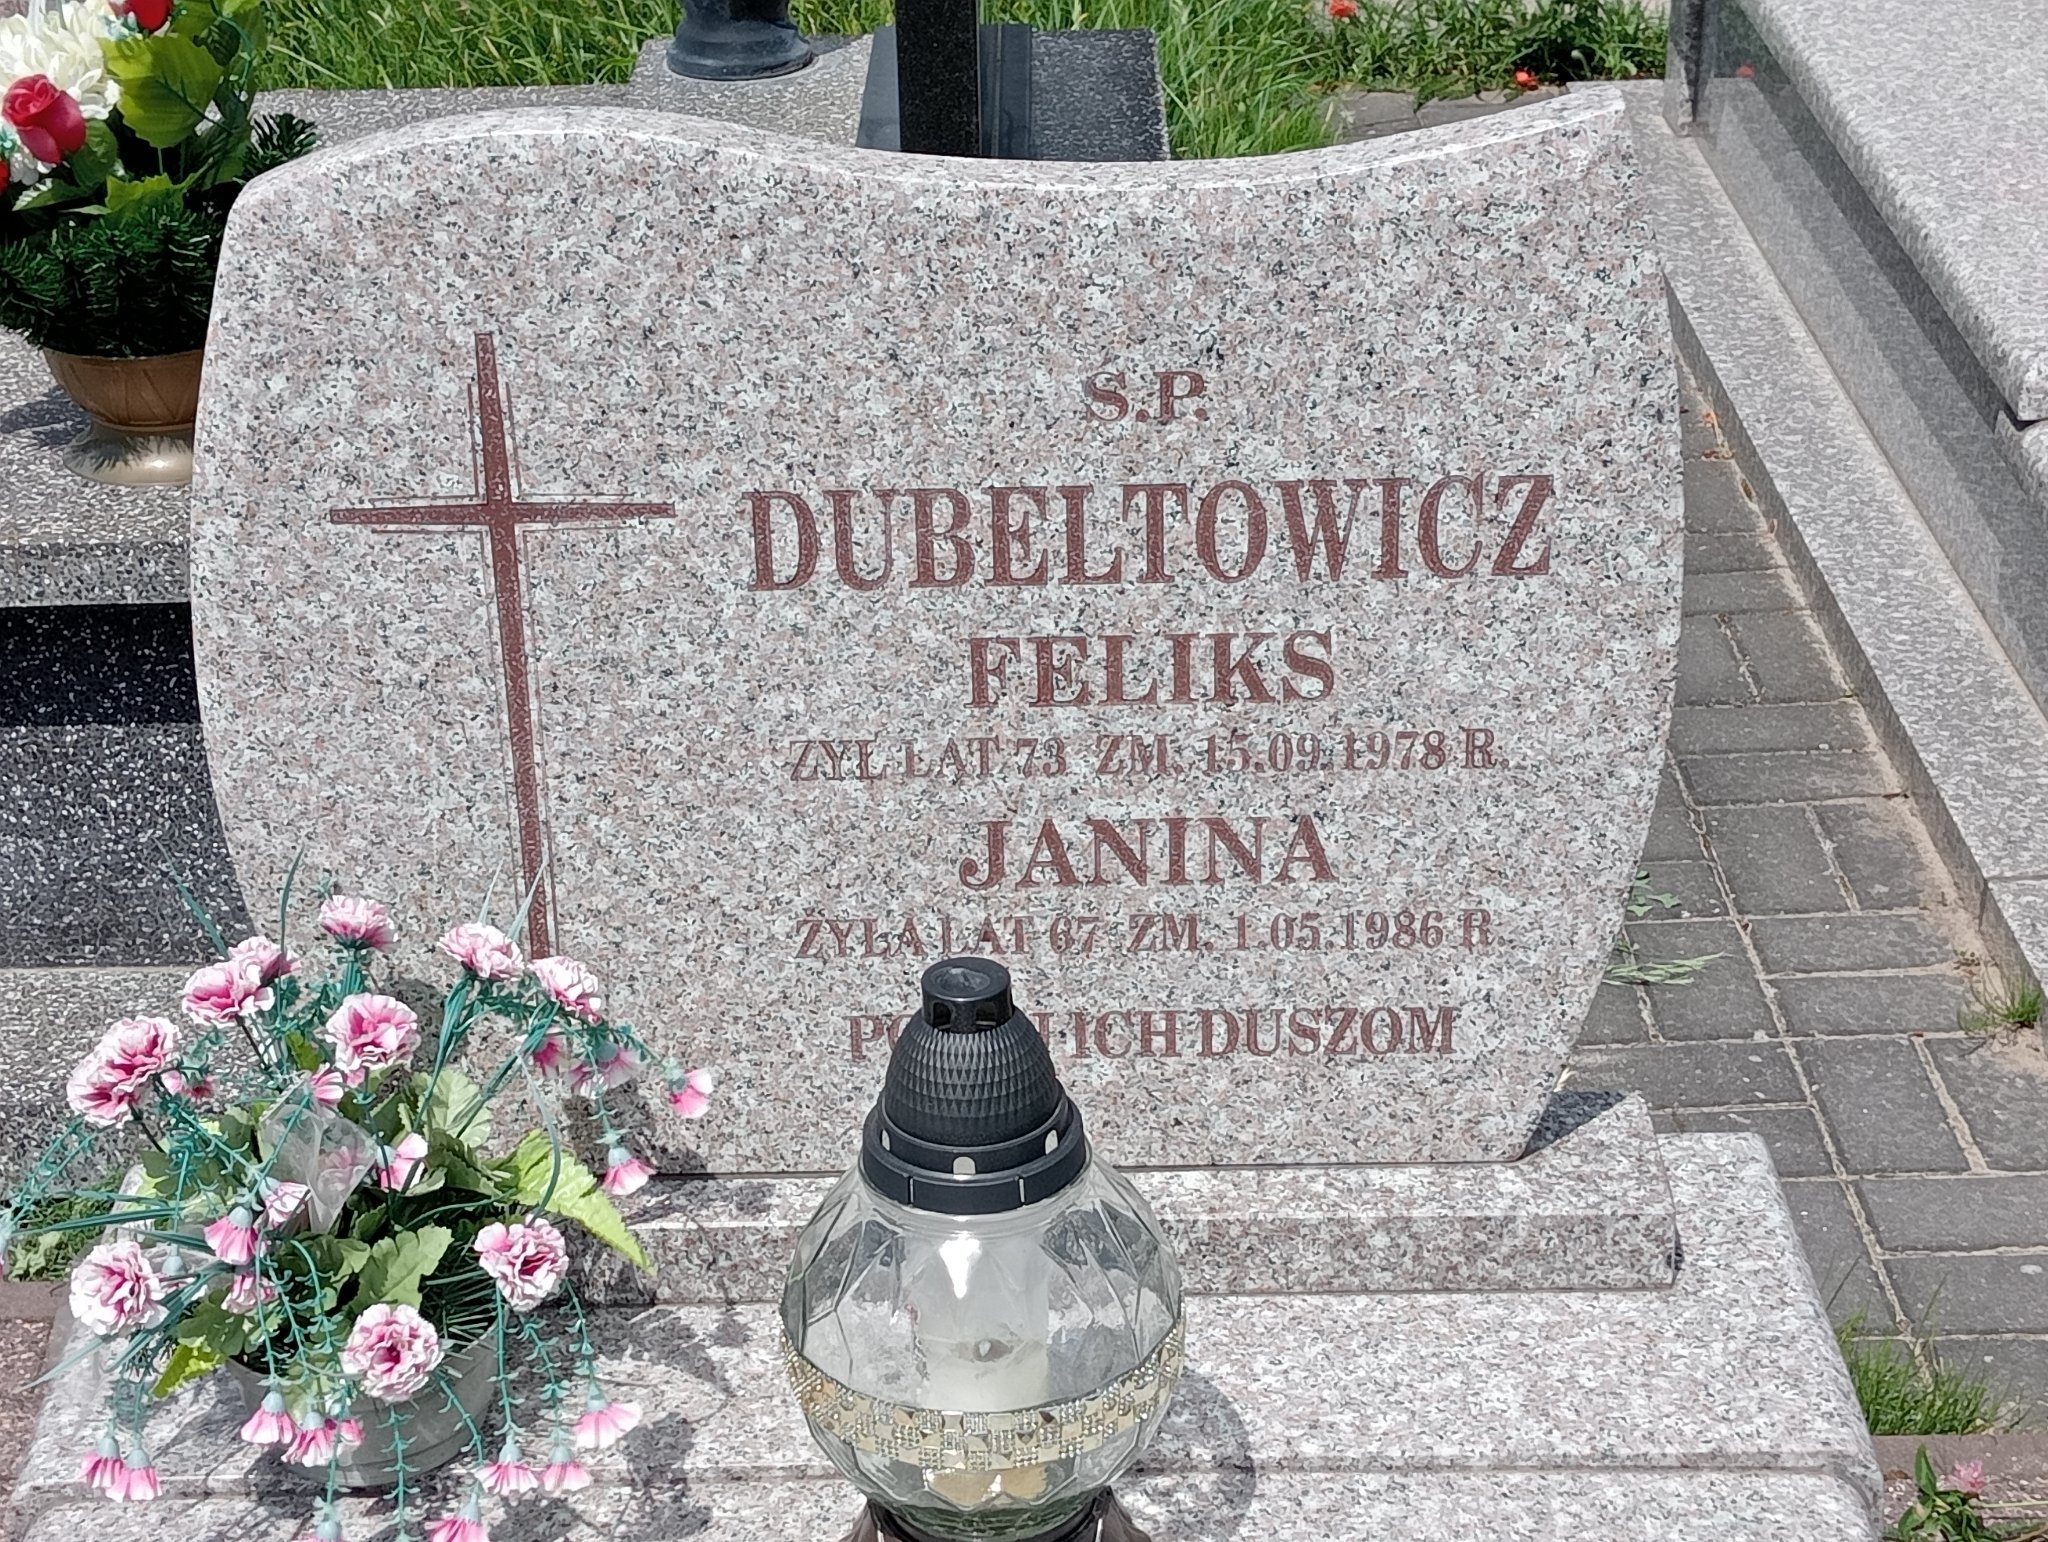 Ś.P.
DUBELTOWICZ
FELIKS
ŻYŁ LAT 73 ZM. 15.09.1978 R.
JANINA
ŻYŁA LAT 67 ZM. 1.05.1986 R.
ICH DUSZOM